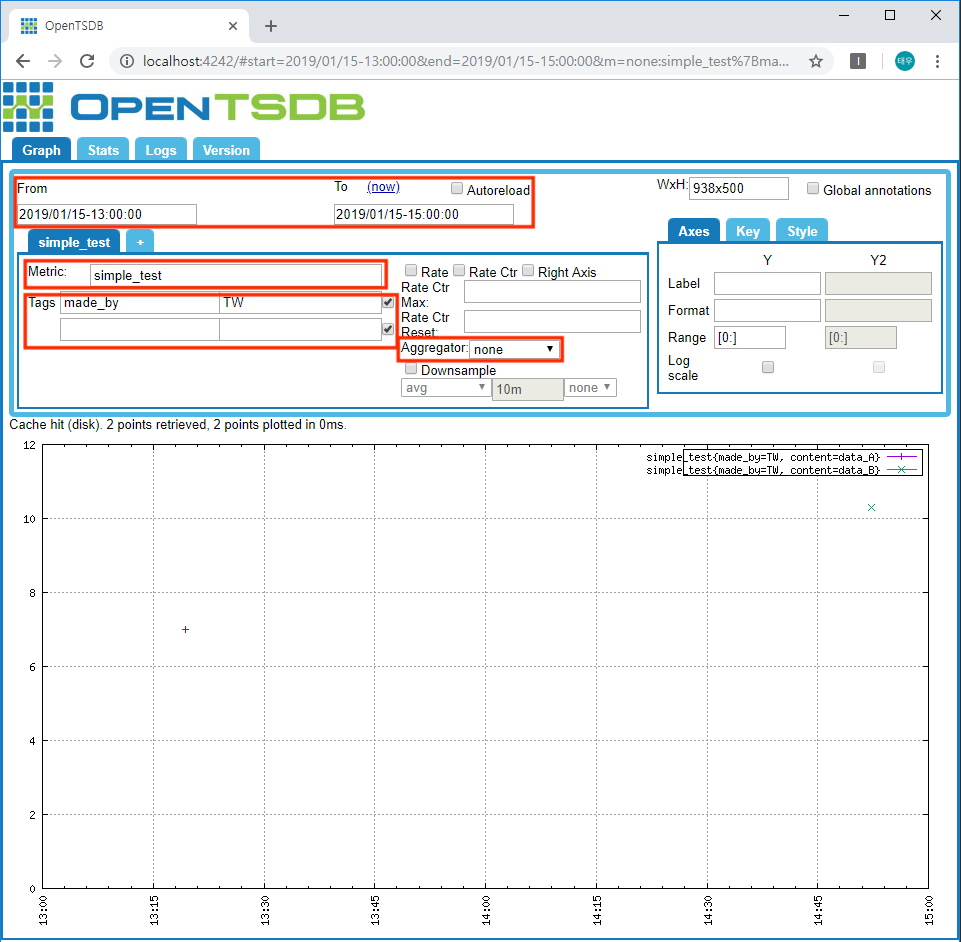 OpenTSDB
localhost:4242/#start=2019/01/15-13:00:00&end=2019/01/15-15:00:00&m=none:simple_test%7Bma...
I
태우
OPENTSDB
Graph Stats Logs Version
From To (now) Autoreload WxH: 938x500 Global annotations
2019/01/15-13:00:00 2019/01/15-15:00:00
simple_test +
Axes Key Style
Metric: simple_test
Tags made_by TW
Rate Rate Ctr Right Axis
Rate Ctr
Max:
Rate Ctr
Reset:
Aggregator: none
Downsample
avg 10m none
Y Y2
Label
Format
Range [0:] [0:]
Log
scale
Cache hit (disk). 2 points retrieved, 2 points plotted in 0ms.
simple_test{made_by=TW, content=data_A}
simple_test{made_by=TW, content=data_B}
12
10
8
6
4
2
0
13:00 13:15 13:30 13:45 14:00 14:15 14:30 14:45 15:00